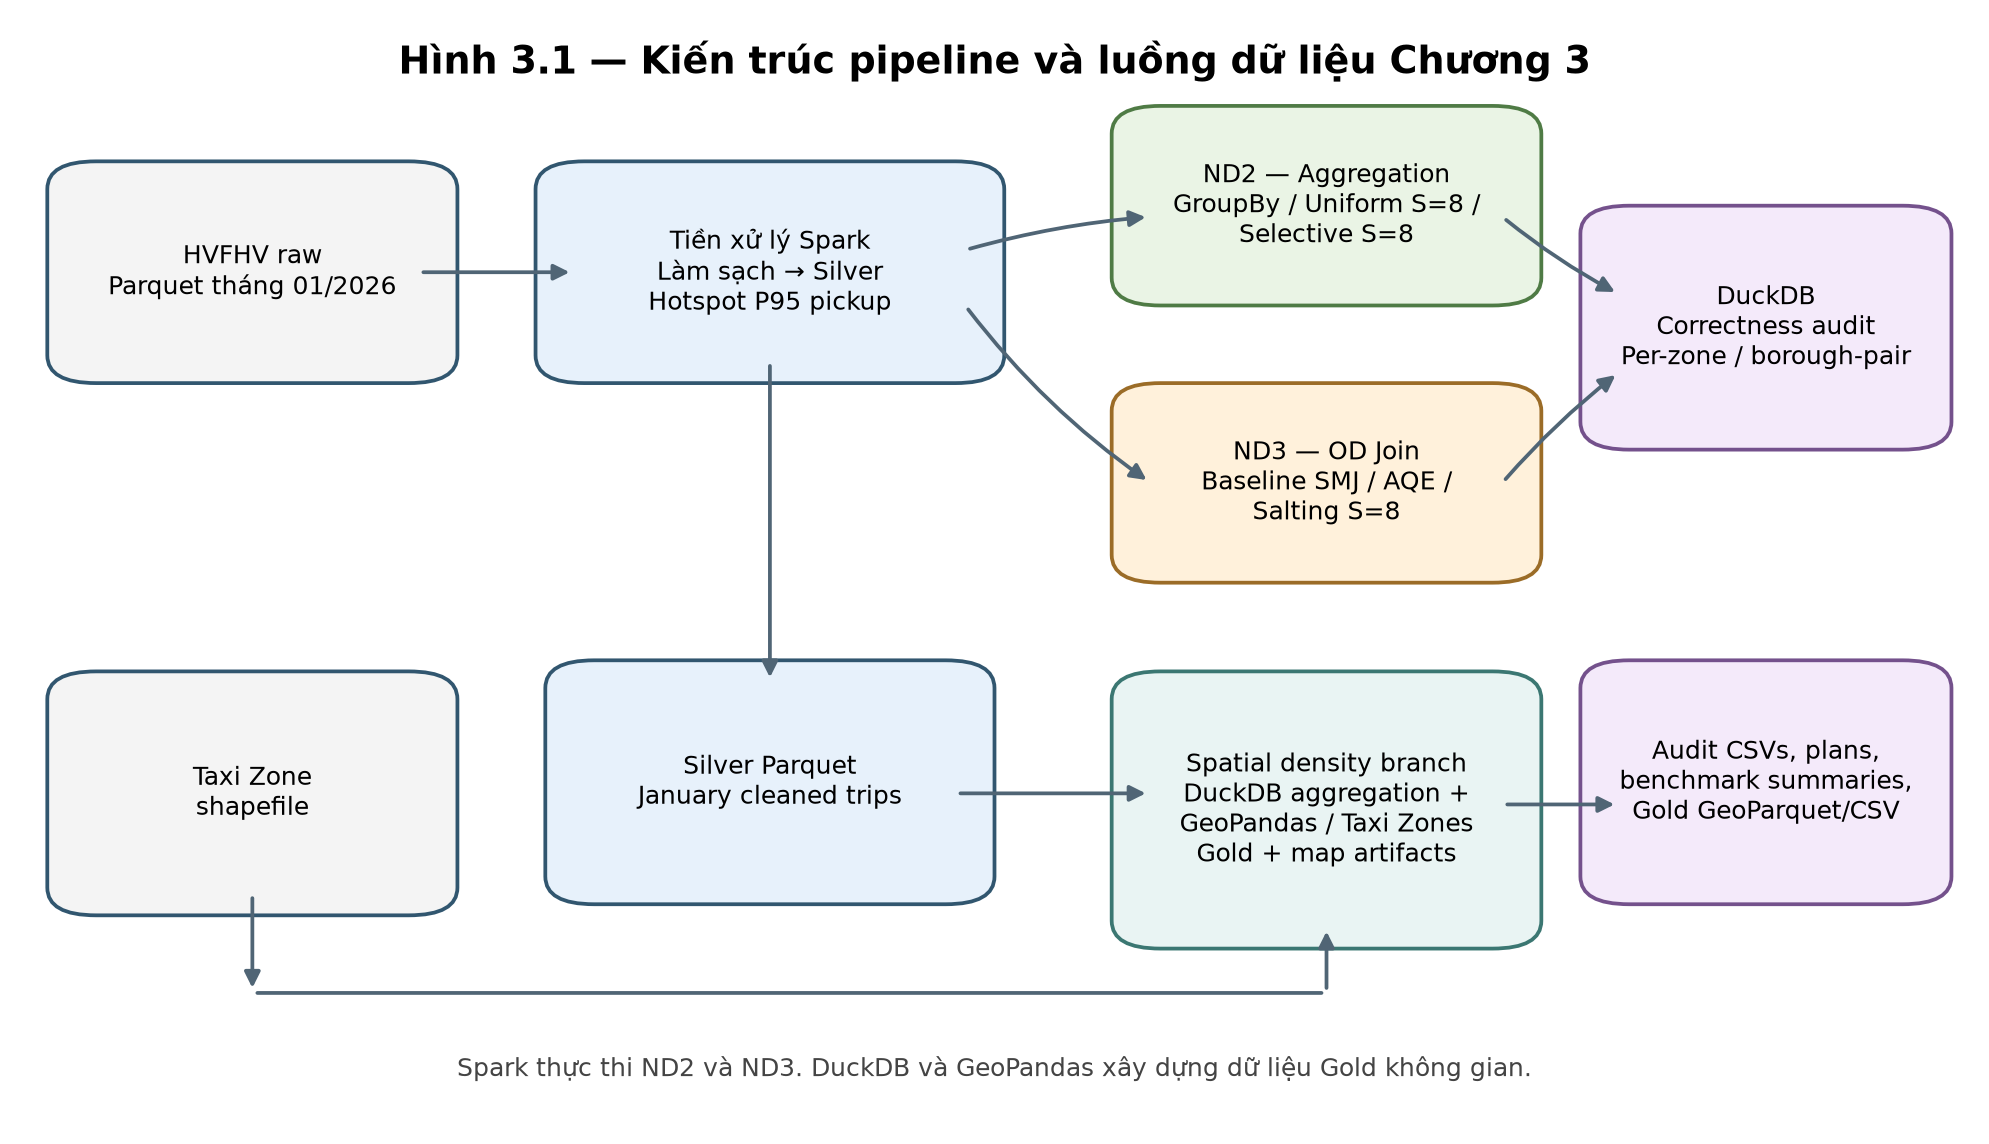 Hình 3.1 — Kiến trúc pipeline và luồng dữ liệu Chương 3
HVFHV raw
Parquet tháng 01/2026
Tiền xử lý Spark
Làm sạch → Silver
Hotspot P95 pickup
ND2 — Aggregation
GroupBy / Uniform S=8 /
Selective S=8
ND3 — OD Join
Baseline SMJ / AQE /
Salting S=8
DuckDB
Correctness audit
Per-zone / borough-pair
Taxi Zone
shapefile
Silver Parquet
January cleaned trips
Spatial density branch
DuckDB aggregation +
GeoPandas / Taxi Zones
Gold + map artifacts
Audit CSVs, plans,
benchmark summaries,
Gold GeoParquet/CSV
Spark thực thi ND2 và ND3. DuckDB và GeoPandas xây dựng dữ liệu Gold không gian.